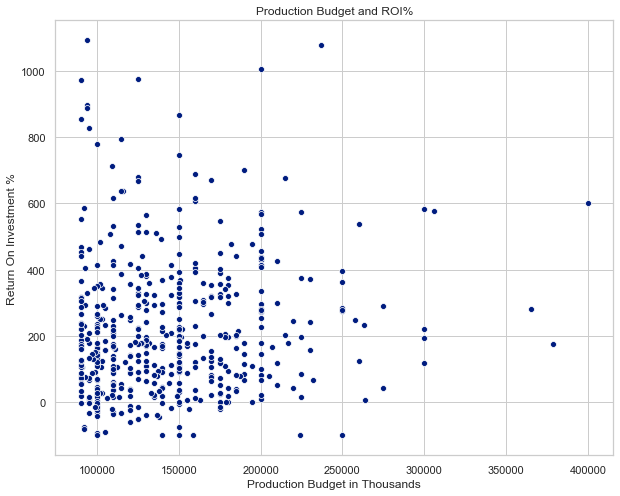 Production Budget and ROI%
Return On Investment %
1000
800
600
400
200
0
100000 150000 200000 250000 300000 350000 400000
Production Budget in Thousands